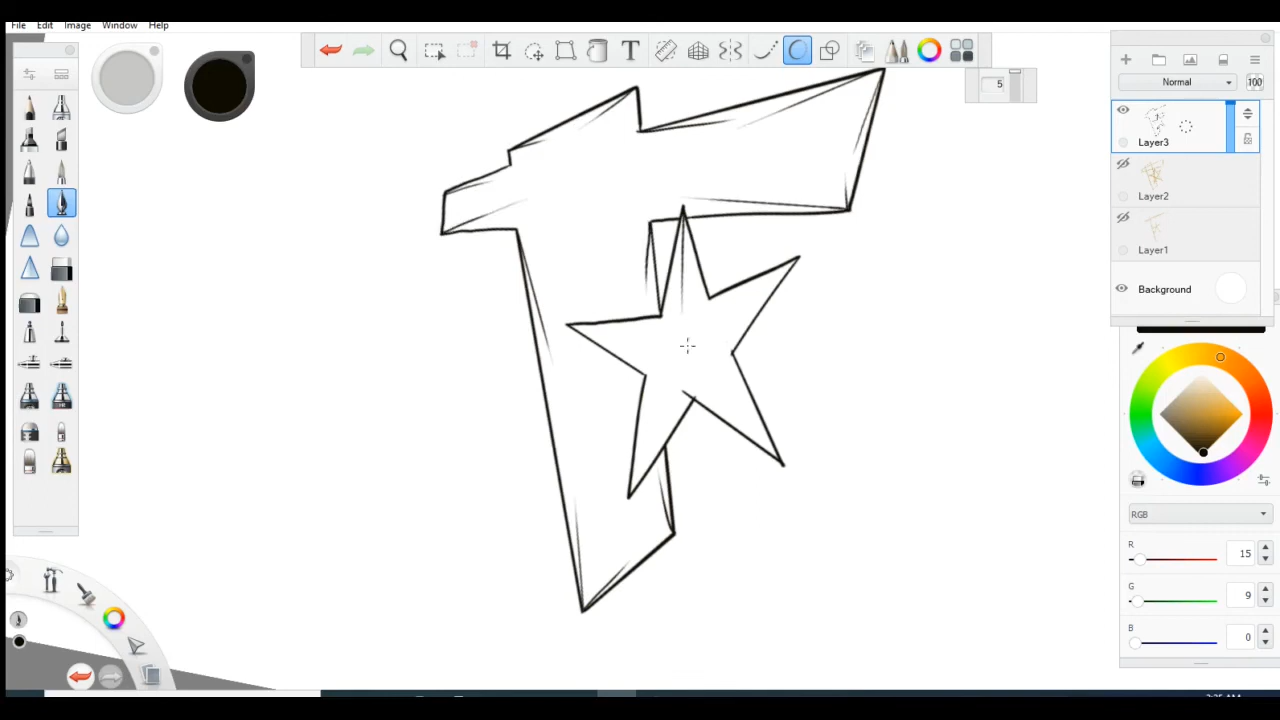 File Edit Image Window Help
T
5
Normal
100
Layer3
Layer2
Layer1
Background
RGB
R 15
G 9
B 0